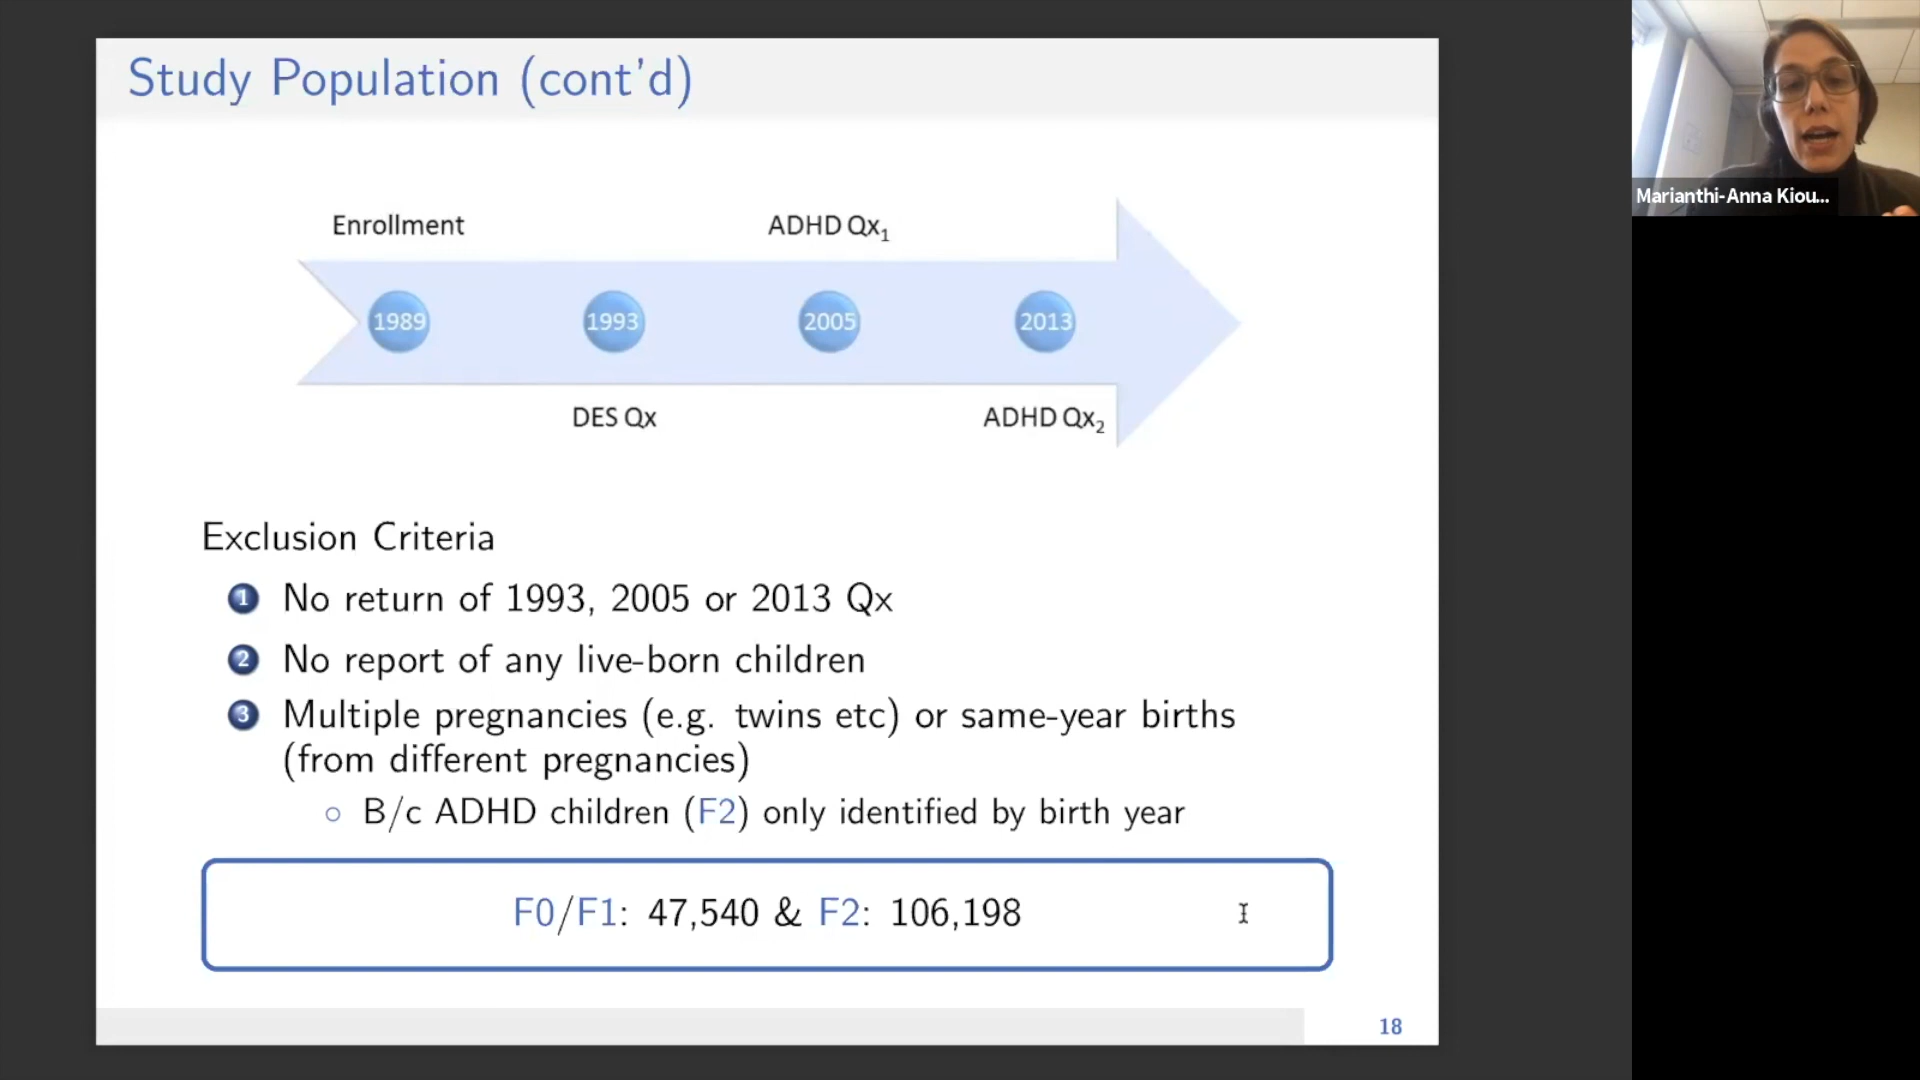 Study Population (cont'd)
Enrollment
ADHD Qx1
1989
1993
2005
2013
DES Qx
ADHD Qx2
Exclusion Criteria
1 No return of 1993, 2005 or 2013 Qx
2 No report of any live-born children
3 Multiple pregnancies (e.g. twins etc) or same-year births
(from different pregnancies)
B/c ADHD children (F2) only identified by birth year
F0/F1: 47,540 & F2: 106,198
18
Marianthi-Anna Kiou...